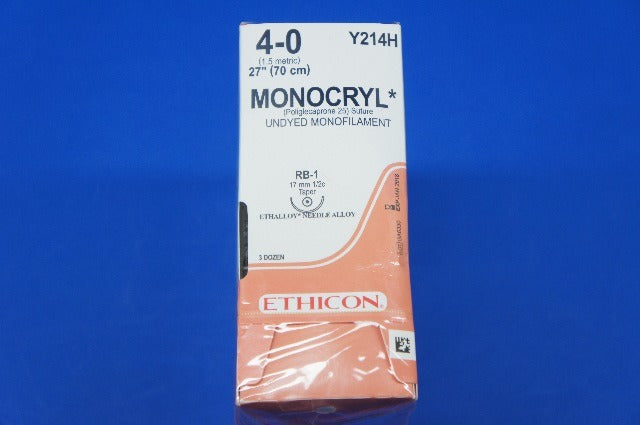 4-0 Y214H
(1.5 metric)
27" (70 cm)
MONOCRYL*
(Poliglecaprone 25) Suture
UNDYED MONOFILAMENT
RB-1
17 mm 1/2c
Taper
ETHALLOY* NEEDLE ALLOY
3 DOZEN
ETHICON